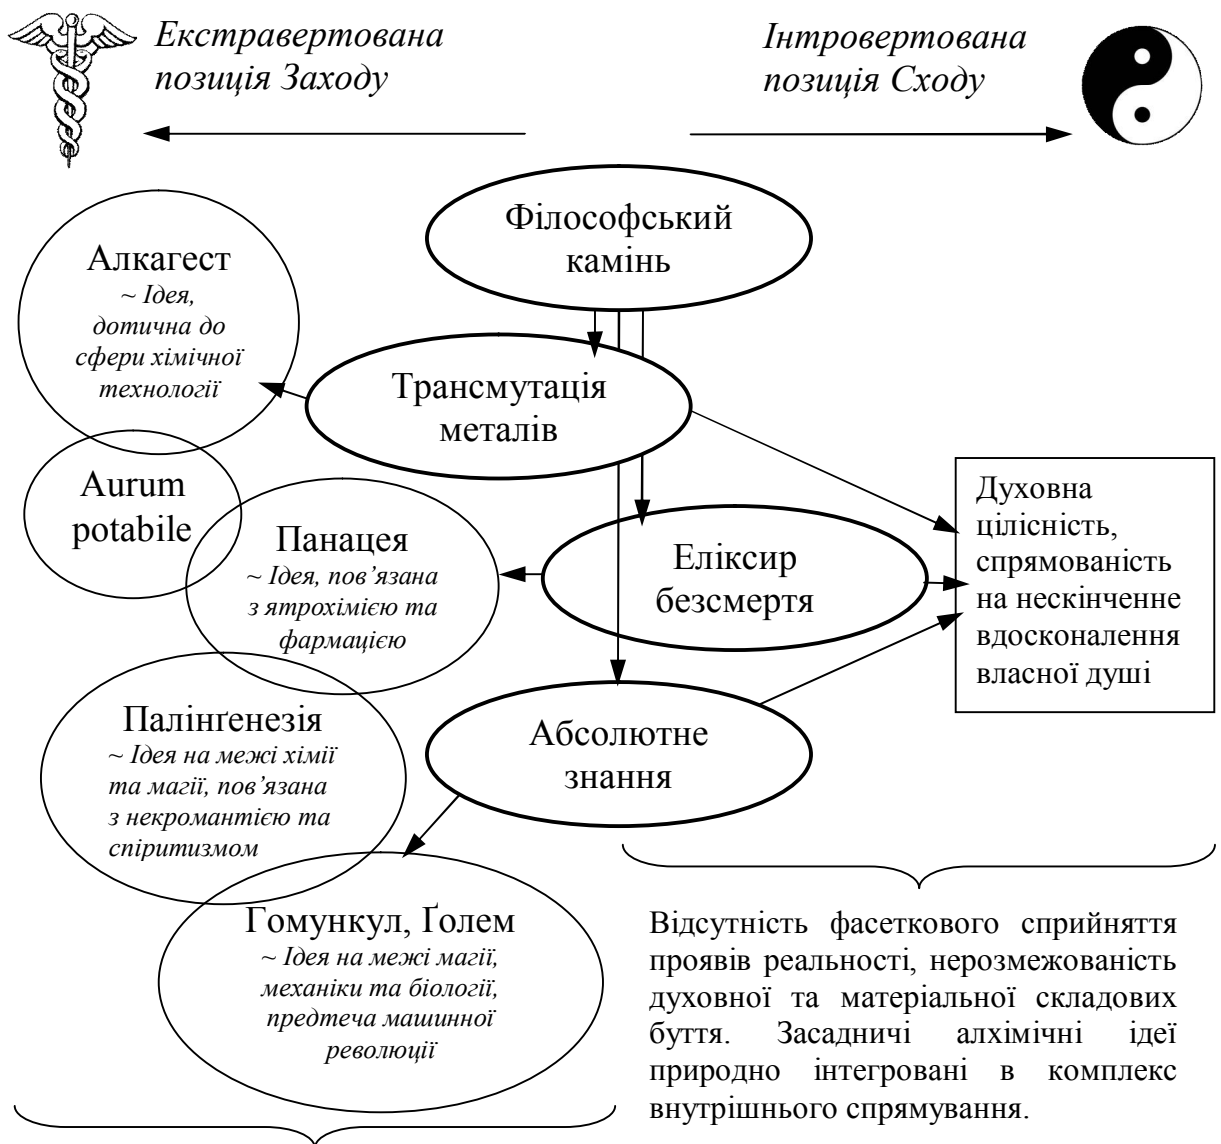 Екстравертована
позиція Заходу
Інтровертована
позиція Сходу
Філософський
камінь
Алкагест
~ Ідея,
дотична до
сфери хімічної
технології
Трансмутація
металів
Aurum
potabile
Панацея
~ Ідея, пов’язана
з ятрохімією та
фармацією
Еліксир
безсмертя
Духовна
цілісність,
спрямованість
на нескінченне
вдосконалення
власної душі
Палінґенезія
~ Ідея на межі хімії
та магії, пов’язана
з некромантією та
спіритизмом
Абсолютне
знання
Гомункул, Ґолем
~ Ідея на межі магії,
механіки та біології,
предтеча машинної
революції
Відсутність фасеткового сприйняття
проявів реальності, нерозмежованість
духовної та матеріальної складових
буття. Засадничі алхімічні ідеї
природно інтегровані в комплекс
внутрішнього спрямування.